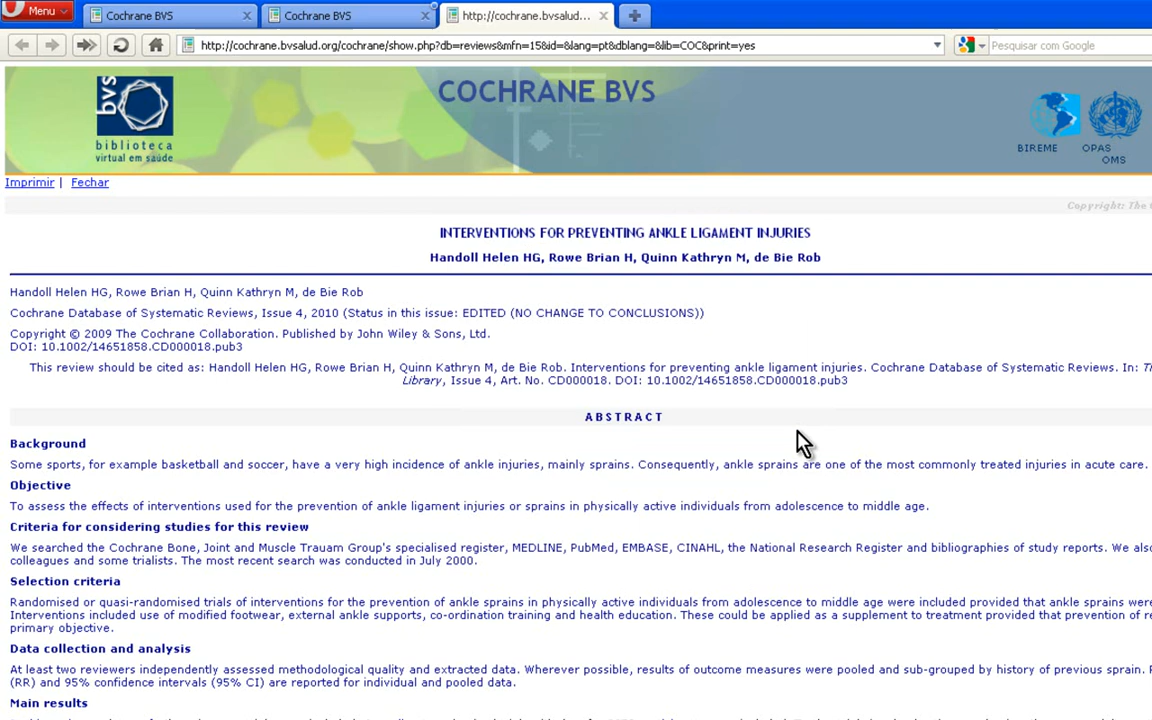 Menu
Cochrane BVS
Cochrane BVS
http://cochrane.bvsalud...
http://cochrane.bvsalud.org/cochrane/show.php?db=reviews&mfn=15&id=&lang=pt&dblang=&lib=COC&print=yes
Pesquisar com Google
bvs
biblioteca
virtual em saúde
COCHRANE BVS
BIREME
OPAS
OMS
Imprimir | Fechar
Copyright: The
INTERVENTIONS FOR PREVENTING ANKLE LIGAMENT INJURIES
Handoll Helen HG, Rowe Brian H, Quinn Kathryn M, de Bie Rob
Handoll Helen HG, Rowe Brian H, Quinn Kathryn M, de Bie Rob
Cochrane Database of Systematic Reviews, Issue 4, 2010 (Status in this issue: EDITED (NO CHANGE TO CONCLUSIONS))
Copyright © 2009 The Cochrane Collaboration. Published by John Wiley & Sons, Ltd.
DOI: 10.1002/14651858.CD000018.pub3
This review should be cited as: Handoll Helen HG, Rowe Brian H, Quinn Kathryn M, de Bie Rob. Interventions for preventing ankle ligament injuries. Cochrane Database of Systematic Reviews. In:
Library, Issue 4, Art. No. CD000018. DOI: 10.1002/14651858.CD000018.pub3
ABSTRACT
Background
Some sports, for example basketball and soccer, have a very high incidence of ankle injuries, mainly sprains. Consequently, ankle sprains are one of the most commonly treated injuries in acute care.
Objective
To assess the effects of interventions used for the prevention of ankle ligament injuries or sprains in physically active individuals from adolescence to middle age.
Criteria for considering studies for this review
We searched the Cochrane Bone, Joint and Muscle Trauam Group's specialised register, MEDLINE, PubMed, EMBASE, CINAHL, the National Research Register and bibliographies of study reports. We also
colleagues and some trialists. The most recent search was conducted in July 2000.
Selection criteria
Randomised or quasi-randomised trials of interventions for the prevention of ankle sprains in physically active individuals from adolescence to middle age were included provided that ankle sprains were
Interventions included use of modified footwear, external ankle supports, co-ordination training and health education. These could be applied as a supplement to treatment provided that prevention of
primary objective.
Data collection and analysis
At least two reviewers independently assessed methodological quality and extracted data. Wherever possible, results of outcome measures were pooled and sub-grouped by history of previous sprain.
(RR) and 95% confidence intervals (95% CI) are reported for individual and pooled data.
Main results